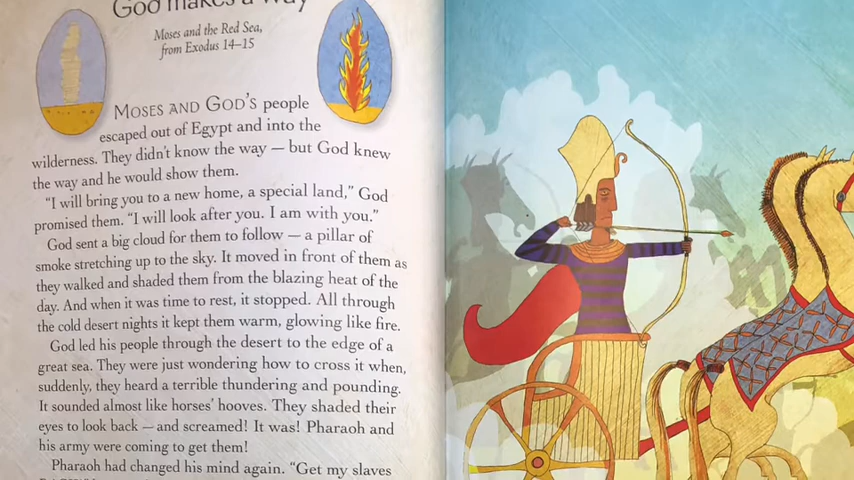 God makes a way
Moses and the Red Sea,
from Exodus 14–15
MOSES AND GOD'S people
escaped out of Egypt and into the
wilderness. They didn't know the way — but God knew
the way and he would show them.
"I will bring you to a new home, a special land," God
promised them. "I will look after you. I am with you."
God sent a big cloud for them to follow — a pillar of
smoke stretching up to the sky. It moved in front of them as
they walked and shaded them from the blazing heat of the
day. And when it was time to rest, it stopped. All through
the cold desert nights it kept them warm, glowing like fire.
God led his people through the desert to the edge of a
great sea. They were just wondering how to cross it when,
suddenly, they heard a terrible thundering and pounding.
It sounded almost like horses' hooves. They shaded their
eyes to look back — and screamed! It was! Pharaoh and
his army were coming to get them!
Pharaoh had changed his mind again. "Get my slaves